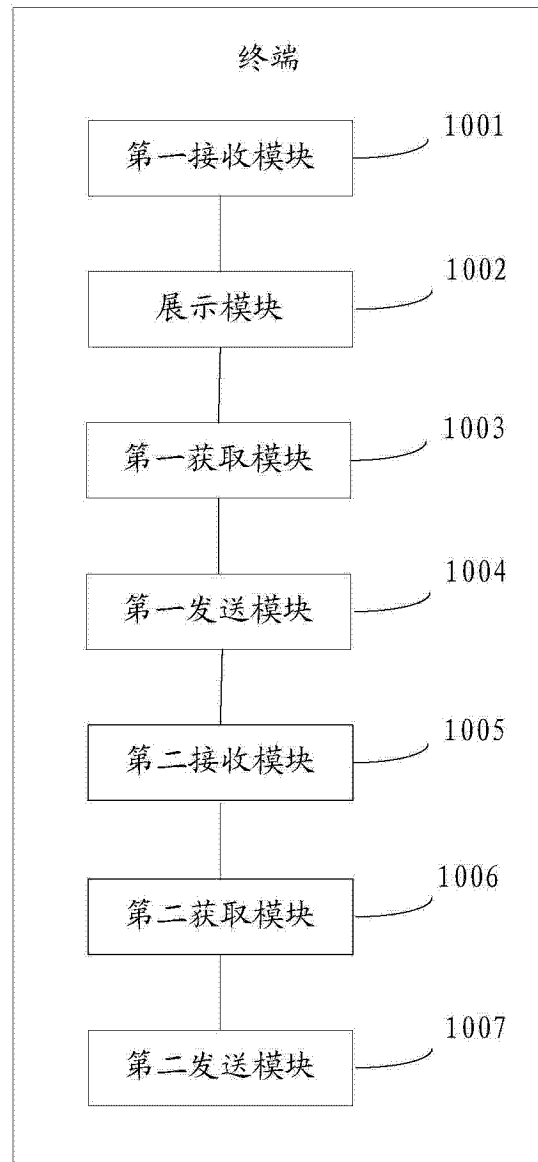 终端
第一接收模块
1001
展示模块
1002
第一获取模块
1003
第一发送模块
1004
第二接收模块
1005
第二获取模块
1006
第二发送模块
1007